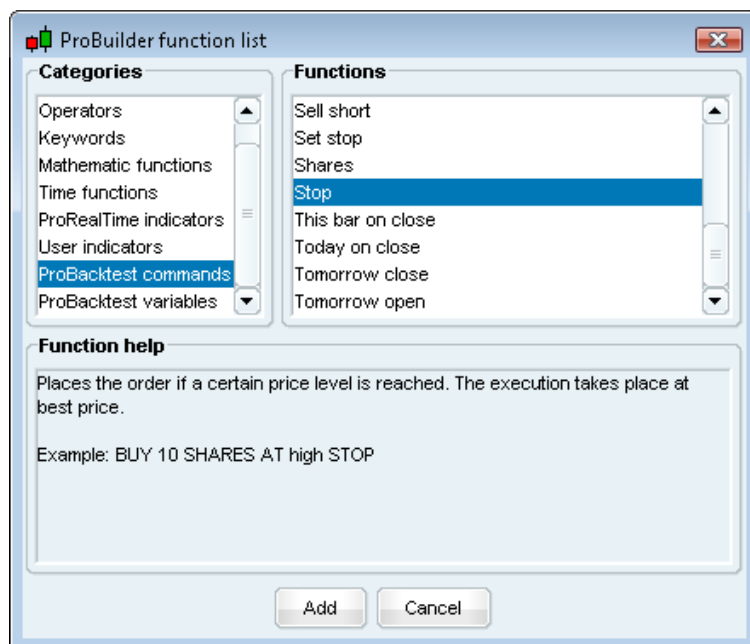 ProBuilder function list
Categories
Operators
Keywords
Mathematic functions
Time functions
ProRealTime indicators
User indicators
ProBacktest commands
ProBacktest variables
Functions
Sell short
Set stop
Shares
Stop
This bar on close
Today on close
Tomorrow close
Tomorrow open
Function help
Places the order if a certain price level is reached. The execution takes place at
best price.
Example: BUY 10 SHARES AT high STOP
Add
Cancel